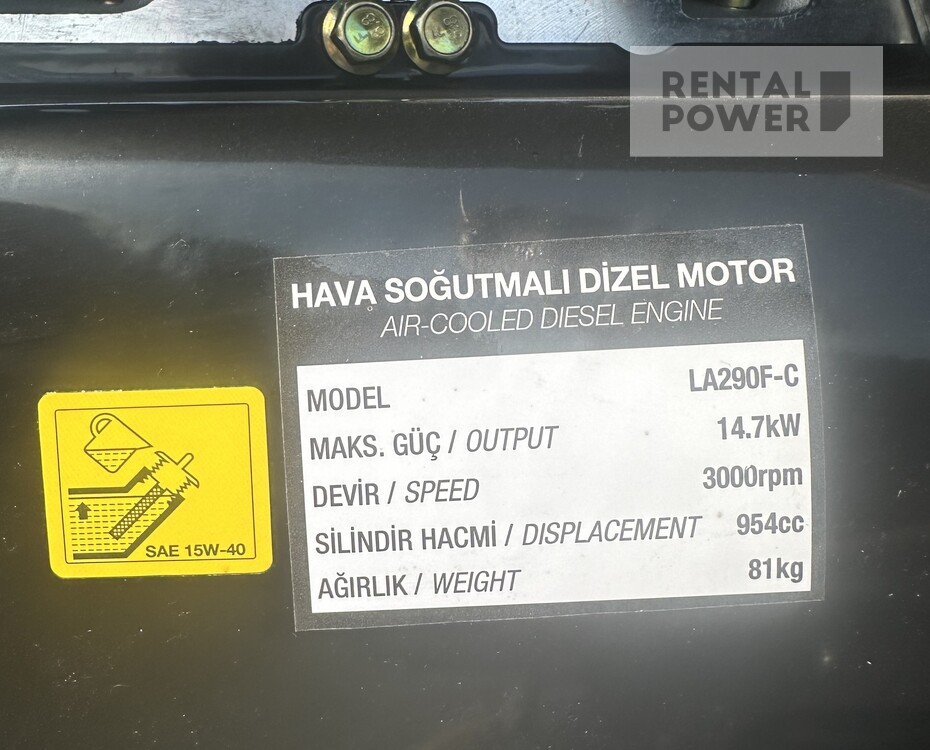 RENTAL
POWER
HAVA SOĞUTMALI DİZEL MOTOR
AIR-COOLED DIESEL ENGINE
MODEL LA290F-C
MAKS. GÜÇ / OUTPUT 14.7kW
DEVİR / SPEED 3000rpm
SİLİNDİR HACMİ / DISPLACEMENT 954cc
AĞIRLIK / WEIGHT 81kg
SAE 15W-40